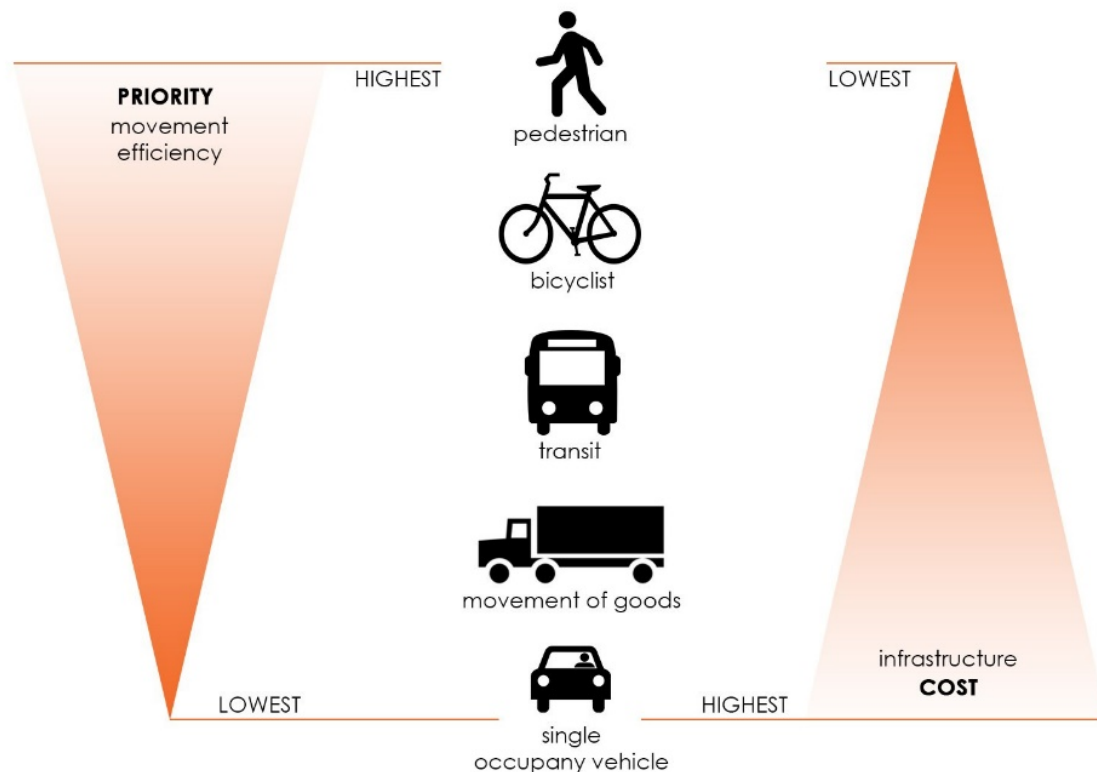 HIGHEST
LOWEST
PRIORITY
movement
efficiency
pedestrian
bicyclist
transit
movement of goods
infrastructure
COST
LOWEST
HIGHEST
single
occupany vehicle